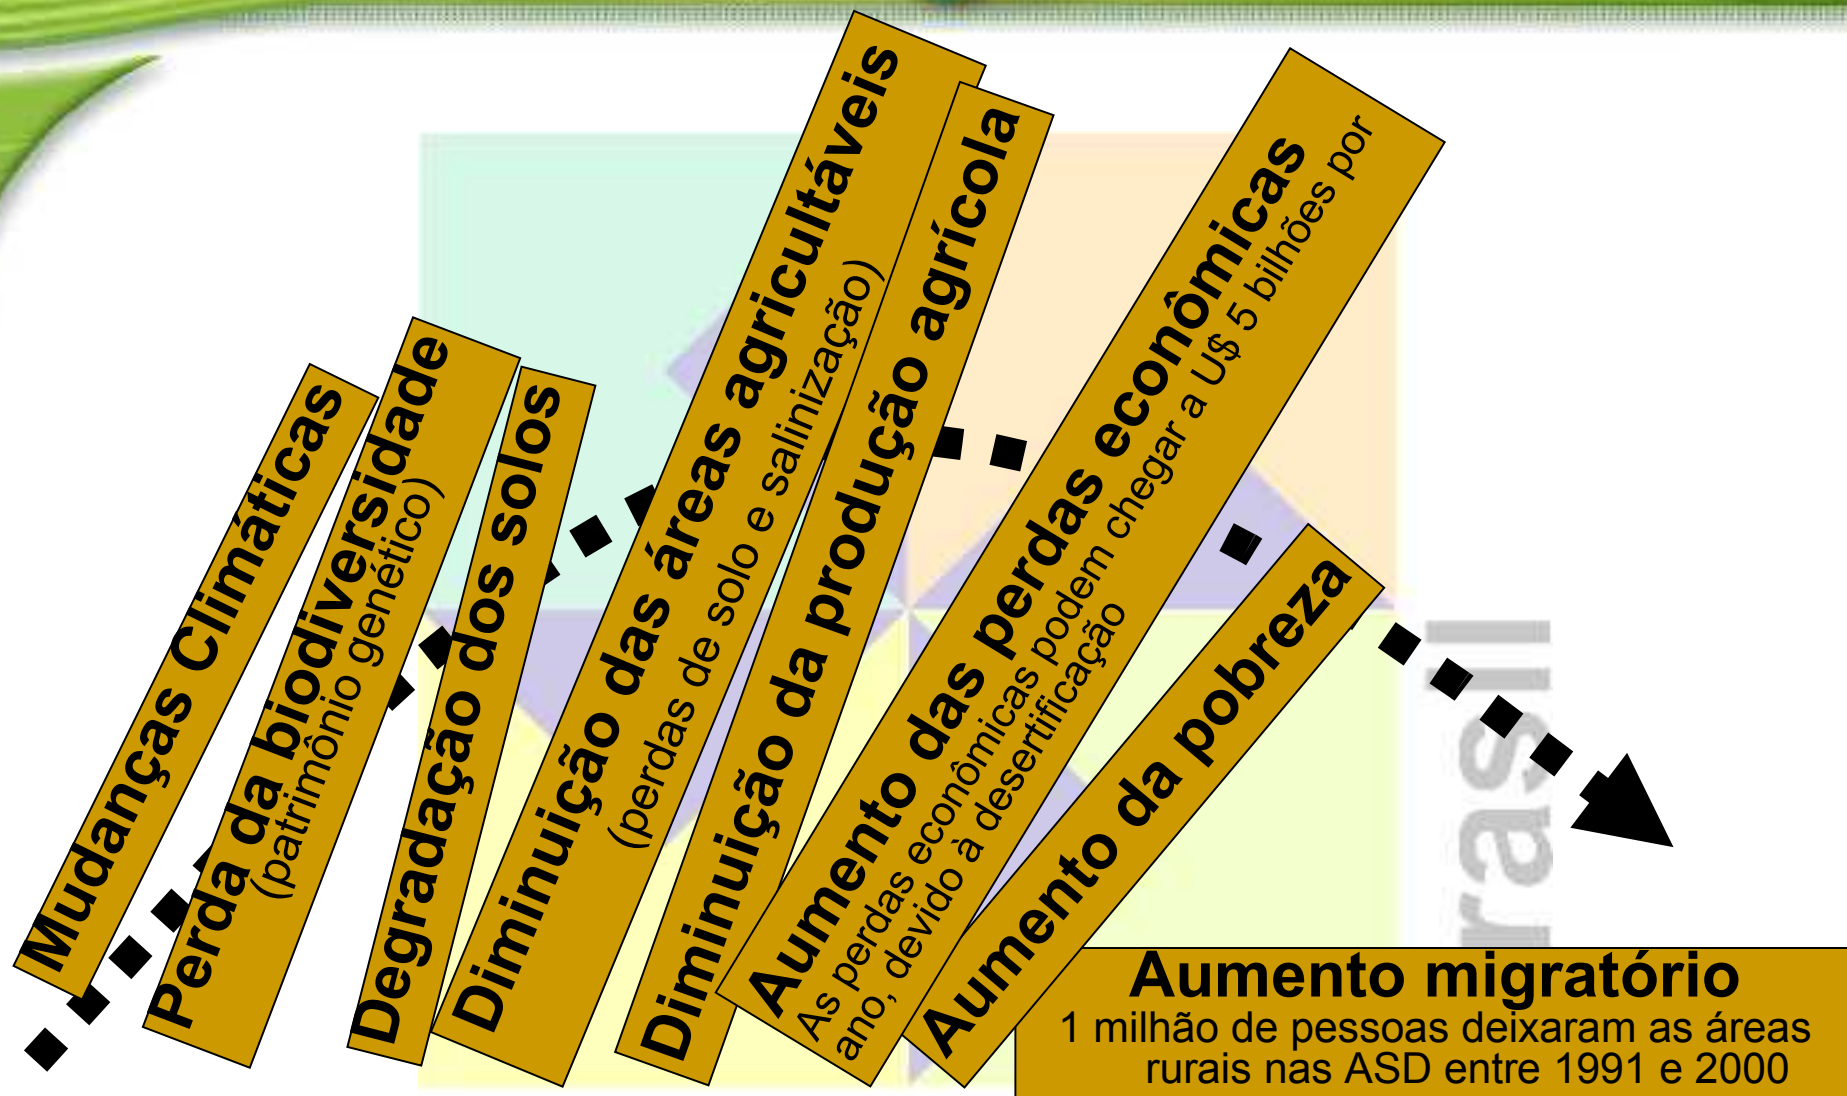 Mudanças Climáticas
Perda da biodiversidade
(patrimônio genético)
Degradação dos solos
Diminuição das áreas agricultáveis
(perdas de solo e salinização)
Diminuição da produção agrícola
Aumento das perdas econômicas
As perdas econômicas podem chegar a U$ 5 bilhões por
ano, devido à desertificação
Aumento da pobreza
Aumento migratório
1 milhão de pessoas deixaram as áreas
rurais nas ASD entre 1991 e 2000
rasil